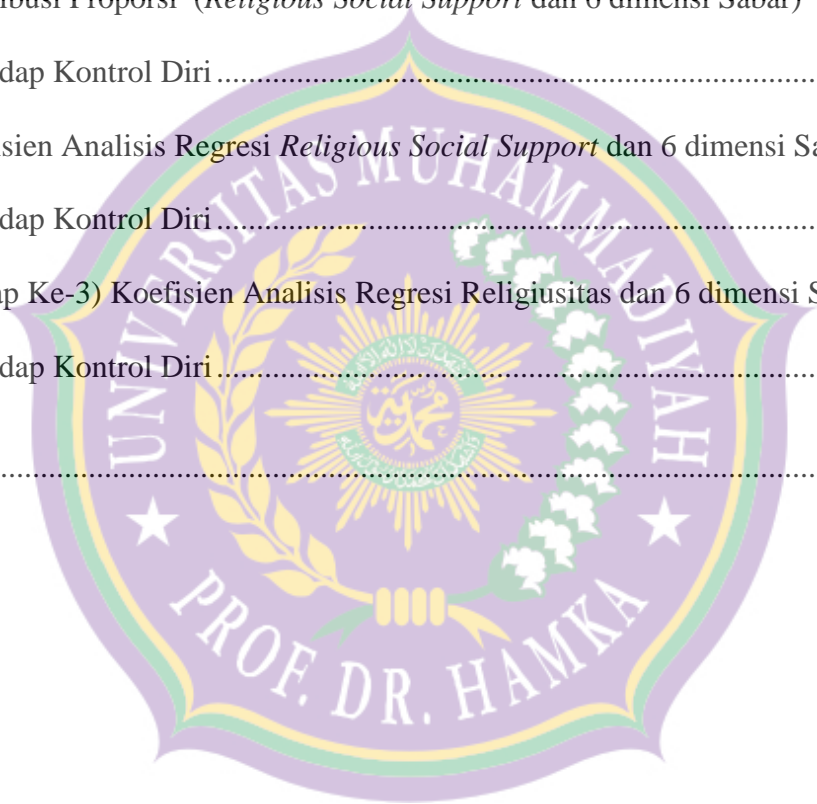 ibusi Proporsi (Religious Social Support dan 6 dimensi Sabar)
dap Kontrol Diri ........................................................................
sien Analisis Regresi Religious Social Support dan 6 dimensi Sa
dap Kontrol Diri ........................................................................
ap Ke-3) Koefisien Analisis Regresi Religiusitas dan 6 dimensi S
dap Kontrol Diri ........................................................................
UNIVERSITAS MUHAMMADIYAH
محمدية
PROF. DR. HAMKA